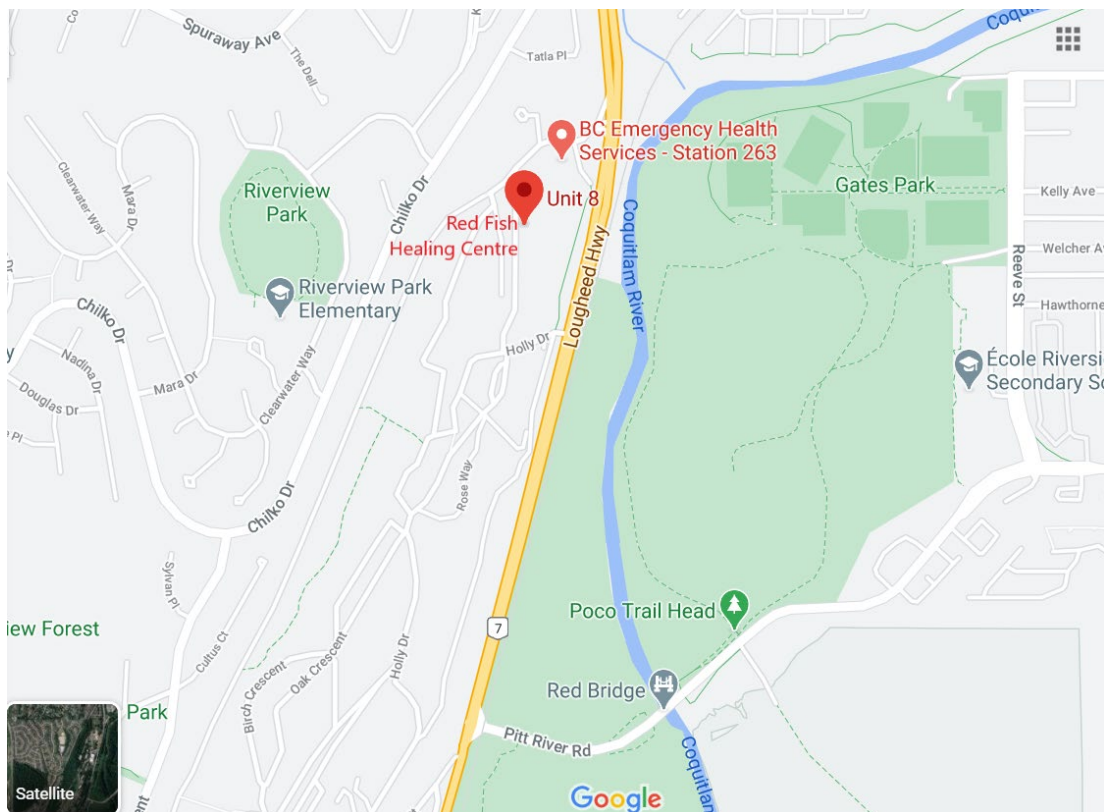 Spuraway Ave
The Dell
Tatla Pl
BC Emergency Health
Services - Station 263
Unit 8
Red Fish
Healing Centre
Riverview
Park
Riverview Park
Elementary
Chilko Dr
Lougheed Hwy
Coquitlam River
Gates Park
Kelly Ave
Welcher Av
Reeve St
Hawthorne
École Riversi
Secondary Sc
Clearwater Way
Mara Dr
Chilko Dr
Nadina Dr
Douglas Dr
Mara Dr
Clearwater Way
Holly Dr
Rose Way
Chilko Dr
Sylvan Pl
Cultus Ct
iew Forest
Park
Birch Crescent
Oak Crescent
Holly Dr
7
Poco Trail Head
Red Bridge
Pitt River Rd
Coquitlam
Google
Satellite